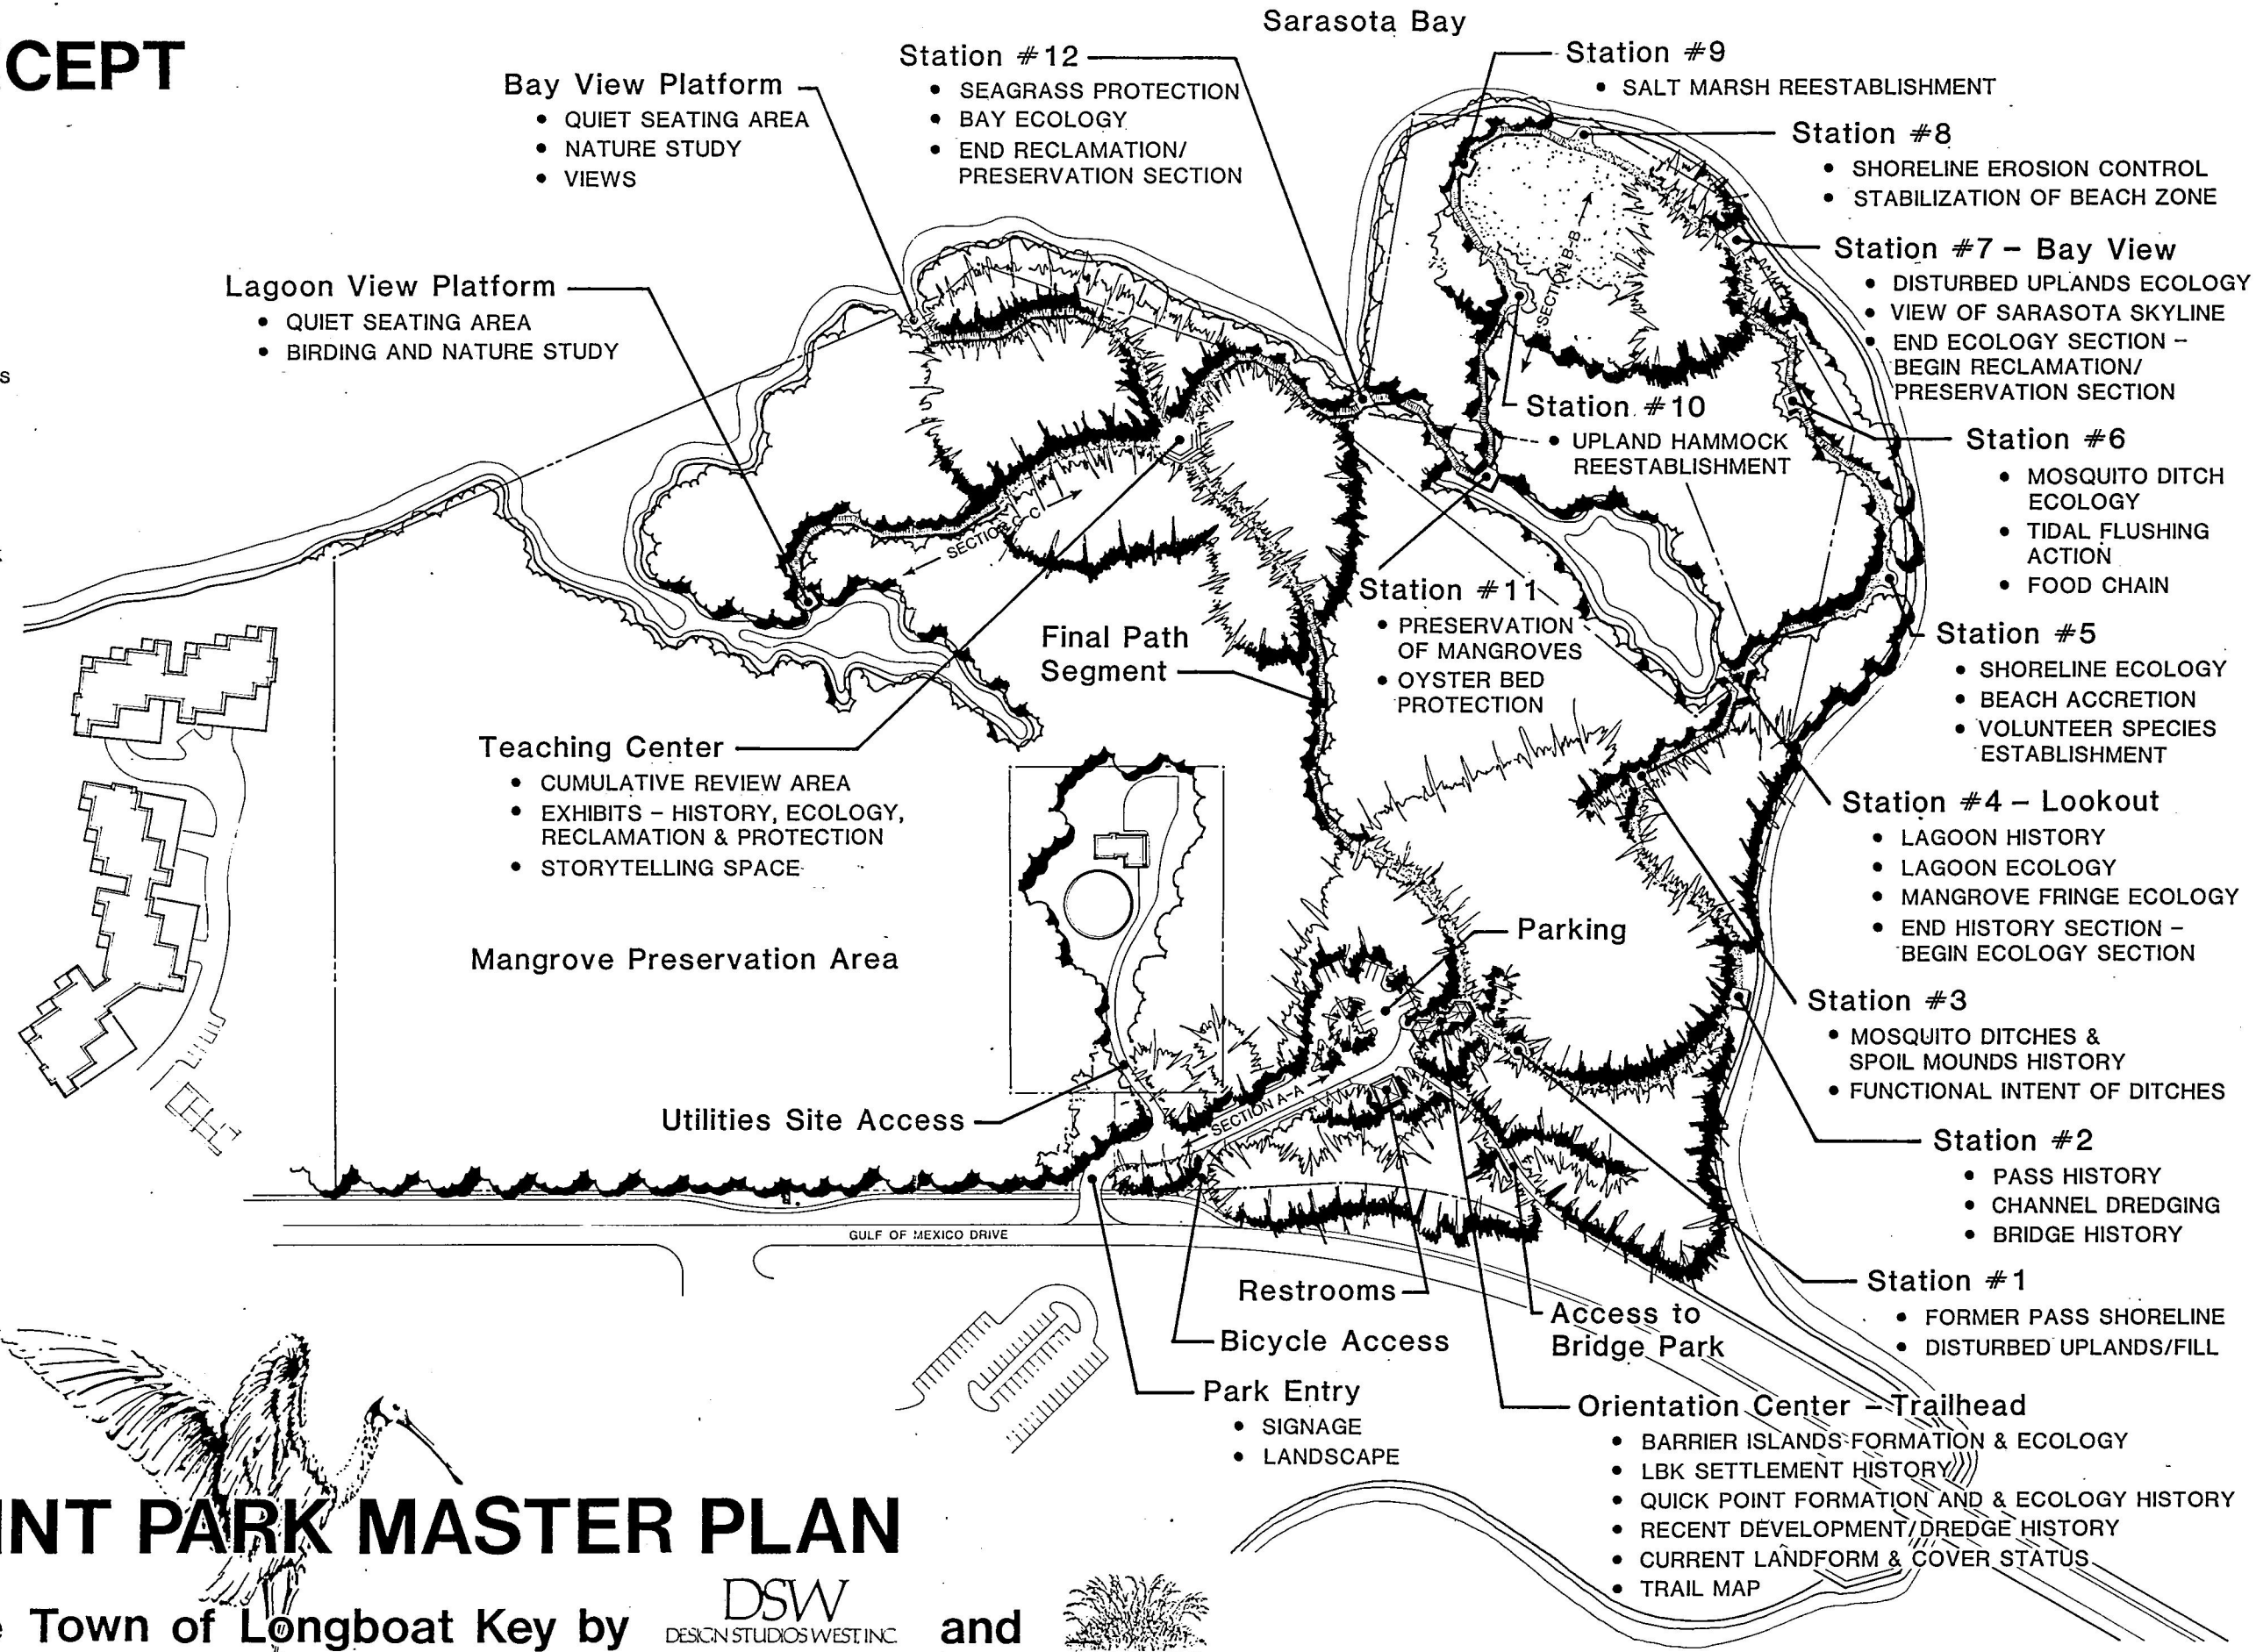 CEPT
s
Sarasota Bay
Bay View Platform
• QUIET SEATING AREA
• NATURE STUDY
• VIEWS
Station #12
• SEAGRASS PROTECTION
• BAY ECOLOGY
• END RECLAMATION/
PRESERVATION SECTION
Station #9
• SALT MARSH REESTABLISHMENT
Station #8
• SHORELINE EROSION CONTROL
• STABILIZATION OF BEACH ZONE
Station #7 – Bay View
• DISTURBED UPLANDS ECOLOGY
• VIEW OF SARASOTA SKYLINE
• END ECOLOGY SECTION –
BEGIN RECLAMATION/
PRESERVATION SECTION
Lagoon View Platform
• QUIET SEATING AREA
• BIRDING AND NATURE STUDY
SECTION B-B
Station #10
• UPLAND HAMMOCK
REESTABLISHMENT
Station #6
• MOSQUITO DITCH
ECOLOGY
• TIDAL FLUSHING
ACTION
• FOOD CHAIN
SECTION C-C
Station #11
• PRESERVATION
OF MANGROVES
• OYSTER BED
PROTECTION
Final Path
Segment
Station #5
• SHORELINE ECOLOGY
• BEACH ACCRETION
• VOLUNTEER SPECIES
ESTABLISHMENT
Teaching Center
• CUMULATIVE REVIEW AREA
• EXHIBITS – HISTORY, ECOLOGY,
RECLAMATION & PROTECTION
• STORYTELLING SPACE
Station #4 – Lookout
• LAGOON HISTORY
• LAGOON ECOLOGY
• MANGROVE FRINGE ECOLOGY
• END HISTORY SECTION –
BEGIN ECOLOGY SECTION
Parking
Mangrove Preservation Area
Station #3
• MOSQUITO DITCHES &
SPOIL MOUNDS HISTORY
• FUNCTIONAL INTENT OF DITCHES
Utilities Site Access
SECTION A-A
Station #2
• PASS HISTORY
• CHANNEL DREDGING
• BRIDGE HISTORY
GULF OF MEXICO DRIVE
Station #1
• FORMER PASS SHORELINE
• DISTURBED UPLANDS/FILL
Restrooms
Bicycle Access
Access to
Bridge Park
Park Entry
• SIGNAGE
• LANDSCAPE
Orientation Center – Trailhead
• BARRIER ISLANDS FORMATION & ECOLOGY
• LBK SETTLEMENT HISTORY
• QUICK POINT FORMATION AND & ECOLOGY HISTORY
• RECENT DEVELOPMENT/DREDGE HISTORY
• CURRENT LANDFORM & COVER STATUS
• TRAIL MAP
INT PARK MASTER PLAN
Town of Longboat Key by
DSW
DESIGN STUDIOS WEST INC
and